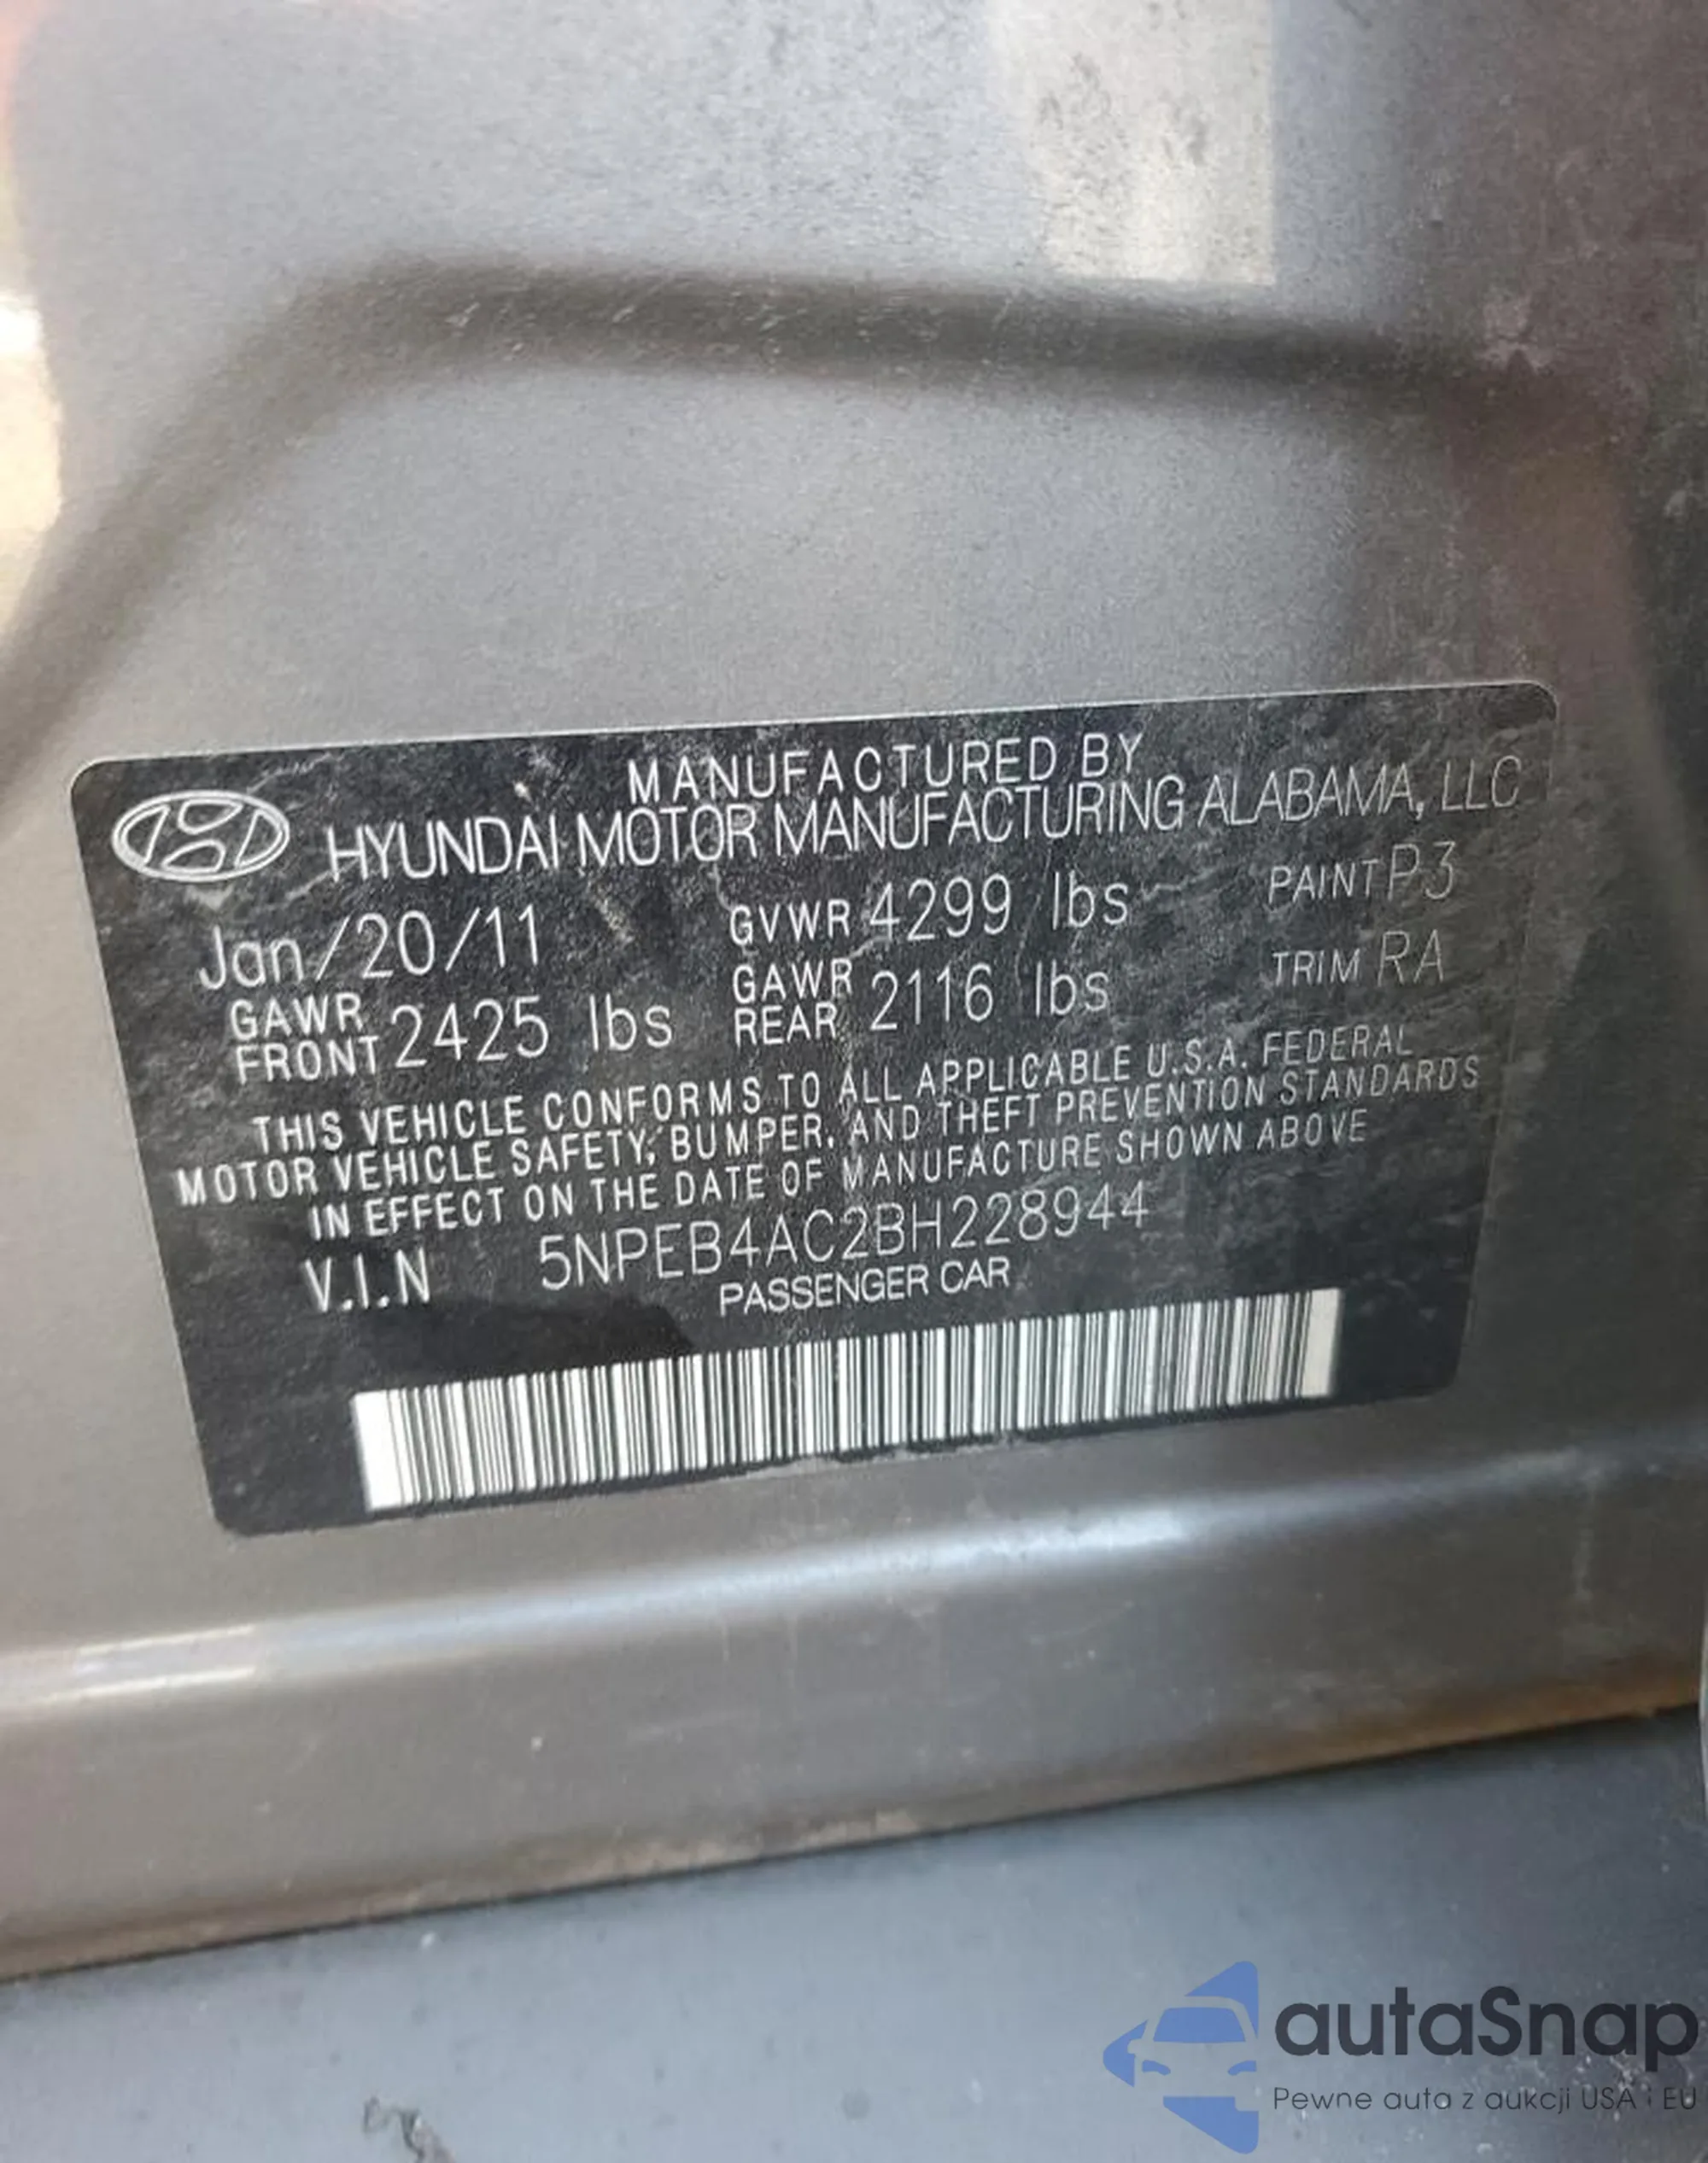 MANUFACTURED BY
HYUNDAI MOTOR MANUFACTURING ALABAMA, LLC
Jan/20/11 GVWR 4299 lbs PAINT P3
GAWR FRONT 2425 lbs GAWR REAR 2116 lbs TRIM RA
THIS VEHICLE CONFORMS TO ALL APPLICABLE U.S.A. FEDERAL
MOTOR VEHICLE SAFETY, BUMPER, AND THEFT PREVENTION STANDARDS
IN EFFECT ON THE DATE OF MANUFACTURE SHOWN ABOVE
V.I.N 5NPEB4AC2BH228944
PASSENGER CAR
autaSnap
Pewne auta z aukcji USA i EU